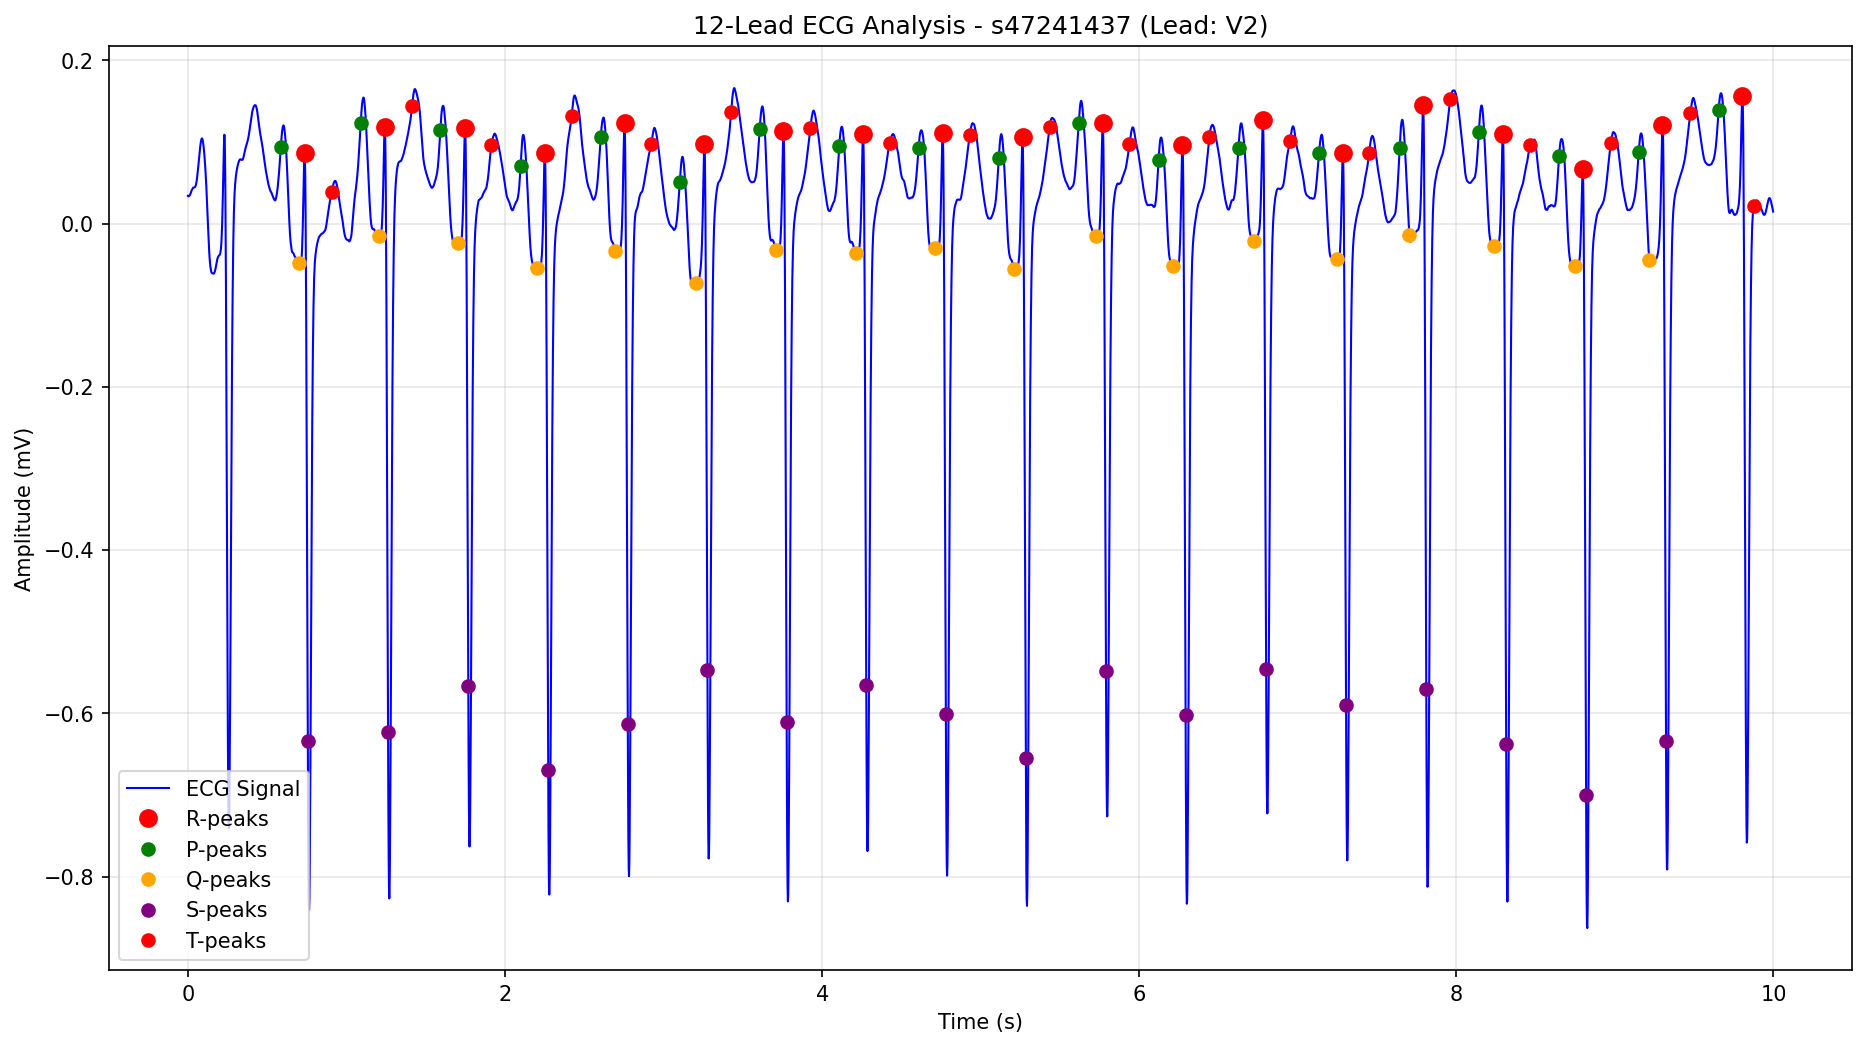 12-Lead ECG Analysis - s47241437 (Lead: V2)
0.2
0.0
−0.2
−0.4
−0.6
−0.8
Amplitude (mV)
ECG Signal
R-peaks
P-peaks
Q-peaks
S-peaks
T-peaks
0
2
4
6
8
10
Time (s)